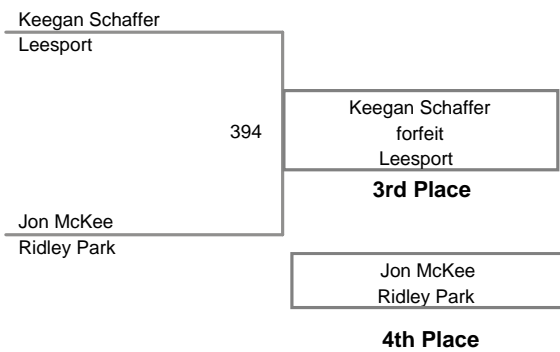 Keegan Schaffer
Leesport
394
Keegan Schaffer
forfeit
Leesport
3rd Place
Jon McKee
Ridley Park
Jon McKee
Ridley Park
4th Place